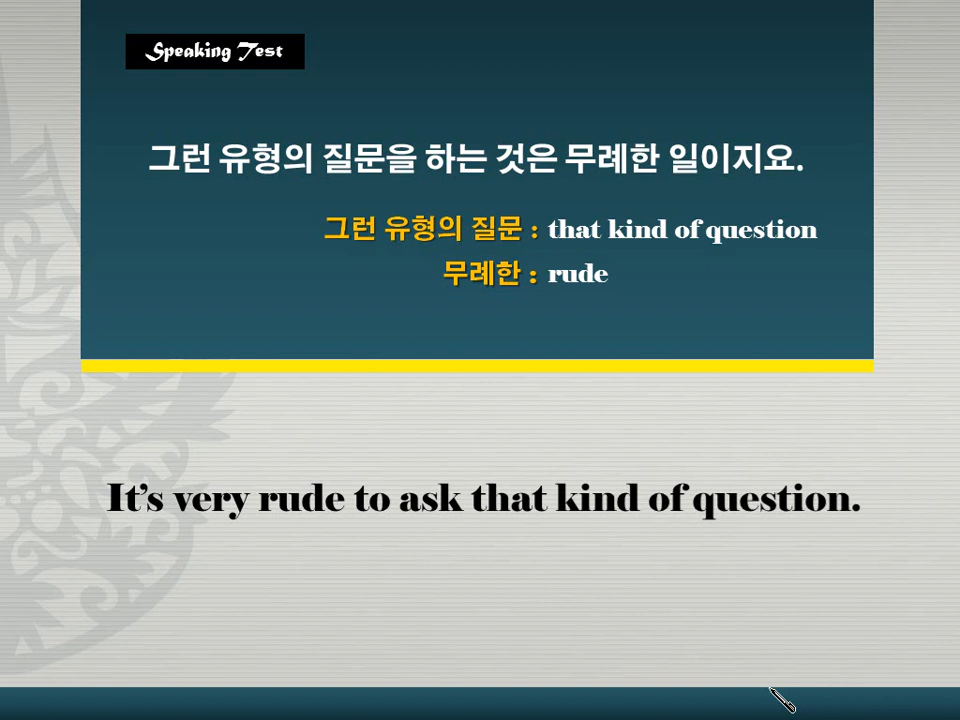 Speaking Test
그런 유형의 질문을 하는 것은 무례한 일이지요.
그런 유형의 질문 : that kind of question
무례한 : rude
It's very rude to ask that kind of question.